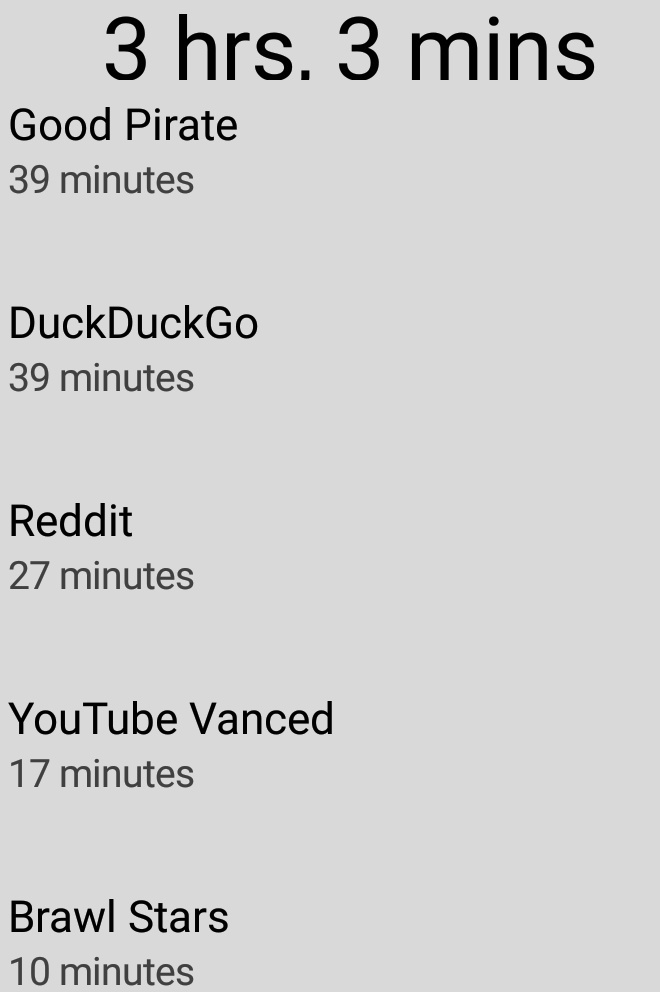 3 hrs. 3 mins
Good Pirate
39 minutes
DuckDuckGo
39 minutes
Reddit
27 minutes
YouTube Vanced
17 minutes
Brawl Stars
10 minutes